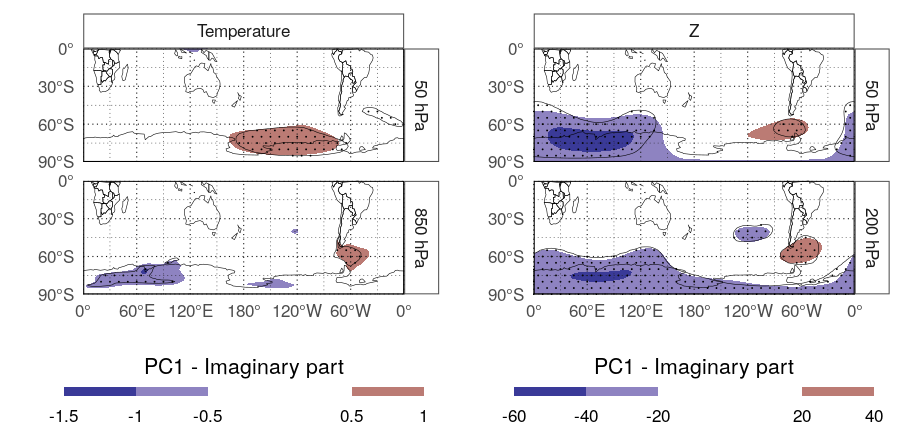 Temperature
Z
0°
30°S
60°S
90°S
50 hPa
0°
30°S
60°S
90°S
50 hPa
0°
30°S
60°S
90°S
850 hPa
0°
30°S
60°S
90°S
200 hPa
0° 60°E 120°E 180° 120°W 60°W 0°
0° 60°E 120°E 180° 120°W 60°W 0°
PC1 - Imaginary part
-1.5 -1 -0.5 0.5 1
PC1 - Imaginary part
-60 -40 -20 20 40